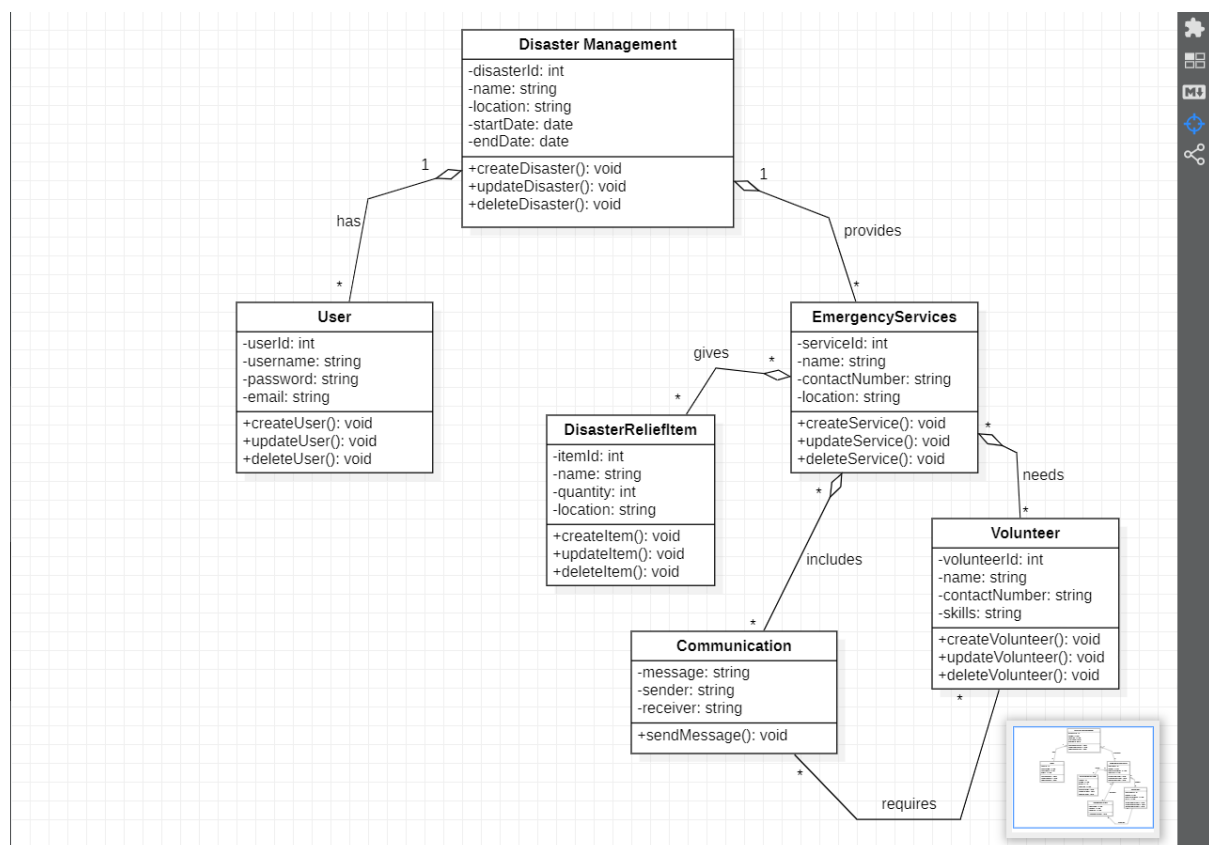 Disaster Management
-disasterId: int
-name: string
-location: string
-startDate: date
-endDate: date
+createDisaster(): void
+updateDisaster(): void
+deleteDisaster(): void
1
1
has
provides
*
*
User
-userId: int
-username: string
-password: string
-email: string
+createUser(): void
+updateUser(): void
+deleteUser(): void
EmergencyServices
-serviceId: int
-name: string
-contactNumber: string
-location: string
+createService(): void
+updateService(): void
+deleteService(): void
gives
*
*
DisasterReliefItem
-itemId: int
-name: string
-quantity: int
-location: string
+createItem(): void
+updateItem(): void
+deleteItem(): void
*
needs
*
*
includes
*
Volunteer
-volunteerId: int
-name: string
-contactNumber: string
-skills: string
+createVolunteer(): void
+updateVolunteer(): void
+deleteVolunteer(): void
Communication
-message: string
-sender: string
-receiver: string
+sendMessage(): void
*
*
requires
M